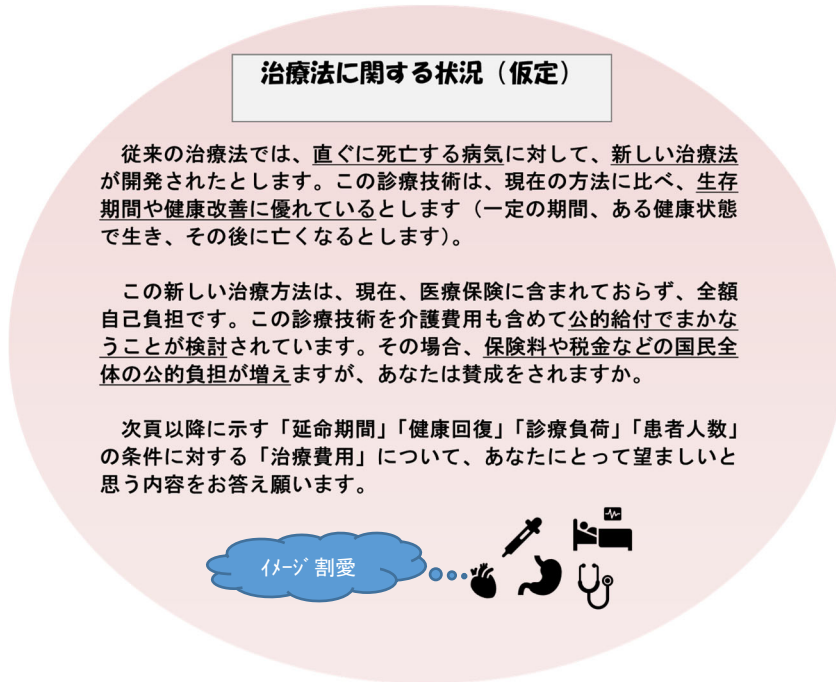 治療法に関する状況（仮定）
従来の治療法では、直ぐに死亡する病気に対して、新しい治療法
が開発されたとします。この診療技術は、現在の方法に比べ、生存
期間や健康改善に優れているとします（一定の期間、ある健康状態
で生き、その後に亡くなるとします）。
この新しい治療方法は、現在、医療保険に含まれておらず、全額
自己負担です。この診療技術を介護費用も含めて公的給付でまかな
うことが検討されています。その場合、保険料や税金などの国民全
体の公的負担が増えますが、あなたは賛成をされますか。
次頁以降に示す「延命期間」「健康回復」「診療負荷」「患者人数」
の条件に対する「治療費用」について、あなたにとって望ましいと
思う内容をお答え願います。
ｲﾒｰｼﾞ割愛